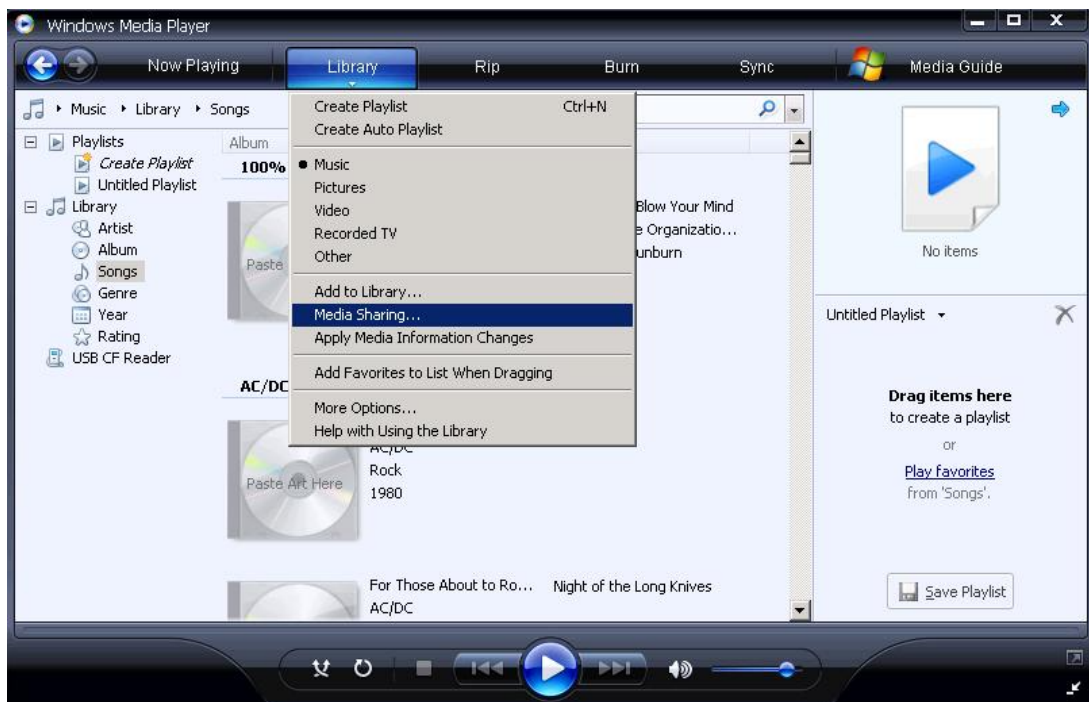 Windows Media Player
Now Playing
Library
Rip
Burn
Sync
Media Guide
Music
Library
Songs
Playlists
Create Playlist
Untitled Playlist
Library
Artist
Album
Songs
Genre
Year
Rating
USB CF Reader
Album
100%
Create Playlist Ctrl+N
Create Auto Playlist
Music
Pictures
Video
Recorded TV
Other
Add to Library...
Media Sharing...
Apply Media Information Changes
Add Favorites to List When Dragging
More Options...
Help with Using the Library
Blow Your Mind
e Organizatio...
unburn
Paste
AC/DC
Paste Art Here
AC/DC
Rock
1980
For Those About to Ro... Night of the Long Knives
AC/DC
No items
Untitled Playlist
Drag items here
to create a playlist
or
Play favorites
from 'Songs'.
Save Playlist